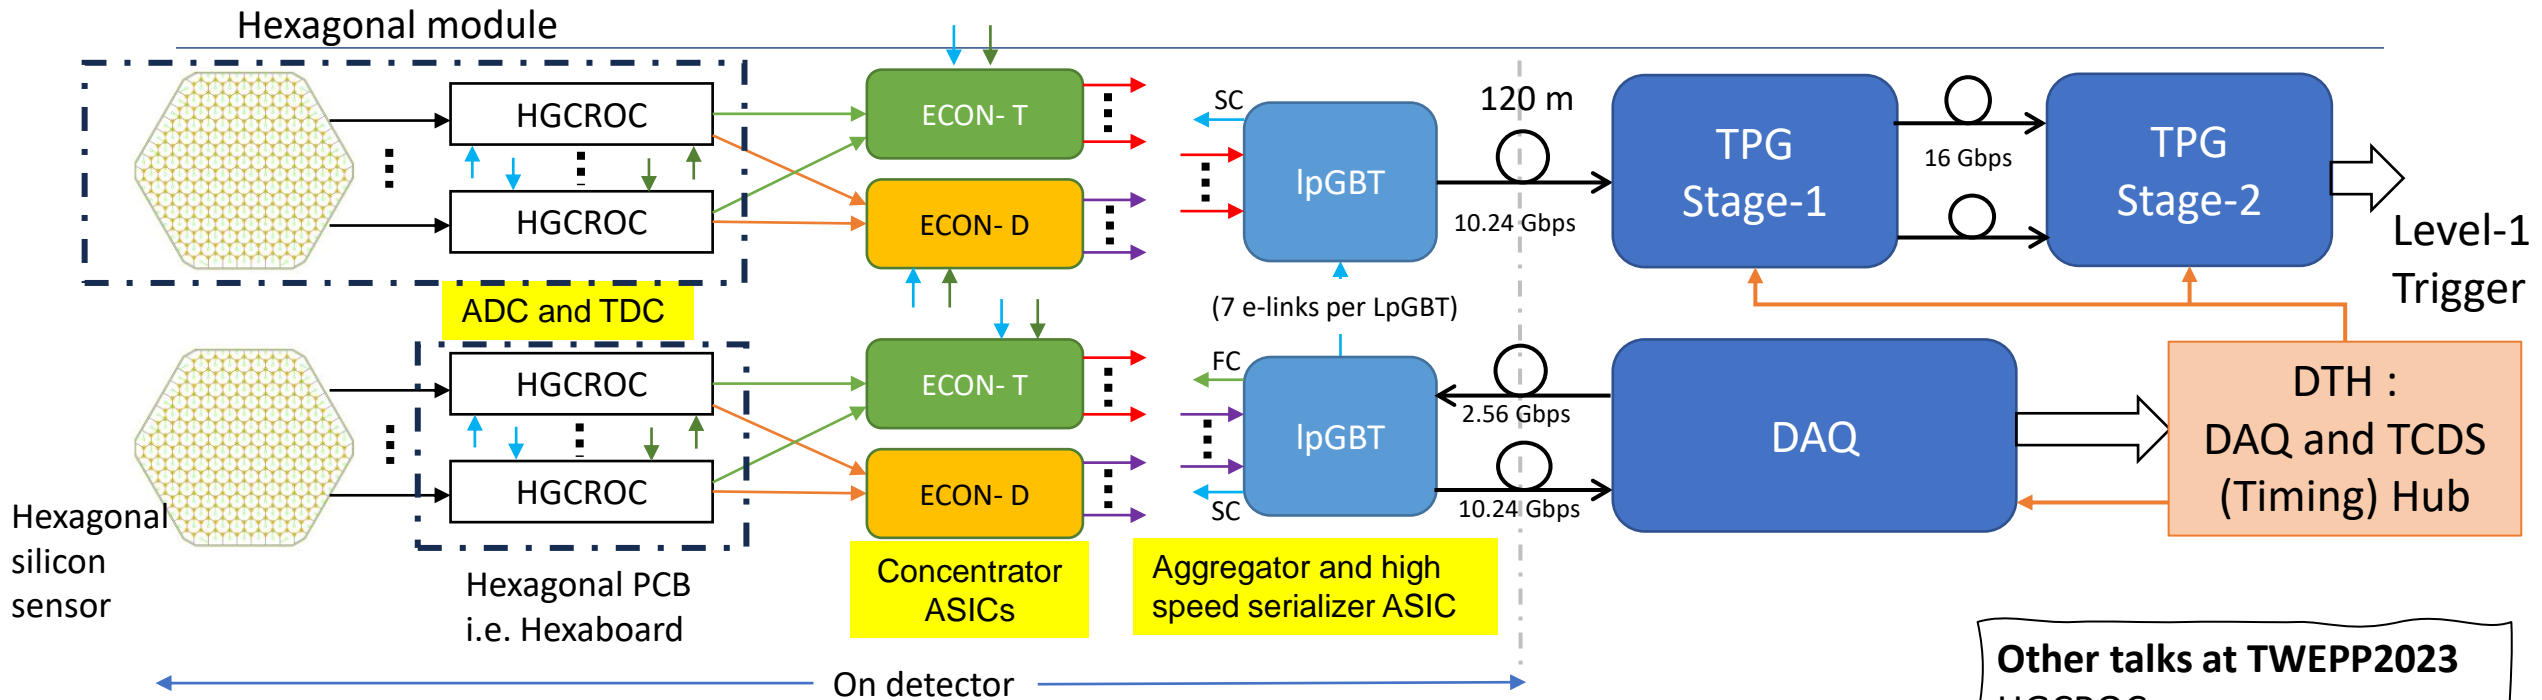 Hexagonal module
HGCROC
HGCROC
ADC and TDC
ECON- T
ECON- D
SC
lpGBT
120 m
10.24 Gbps
TPG
Stage-1
16 Gbps
TPG
Stage-2
Level-1
Trigger
(7 e-links per LpGBT)
HGCROC
HGCROC
ECON- T
ECON- D
FC
SC
lpGBT
2.56 Gbps
10.24 Gbps
DAQ
DTH :
DAQ and TCDS
(Timing) Hub
Hexagonal
silicon
sensor
Hexagonal PCB
i.e. Hexaboard
Concentrator
ASICs
Aggregator and high
speed serializer ASIC
On detector
Other talks at TWEPP2023
HGCROC